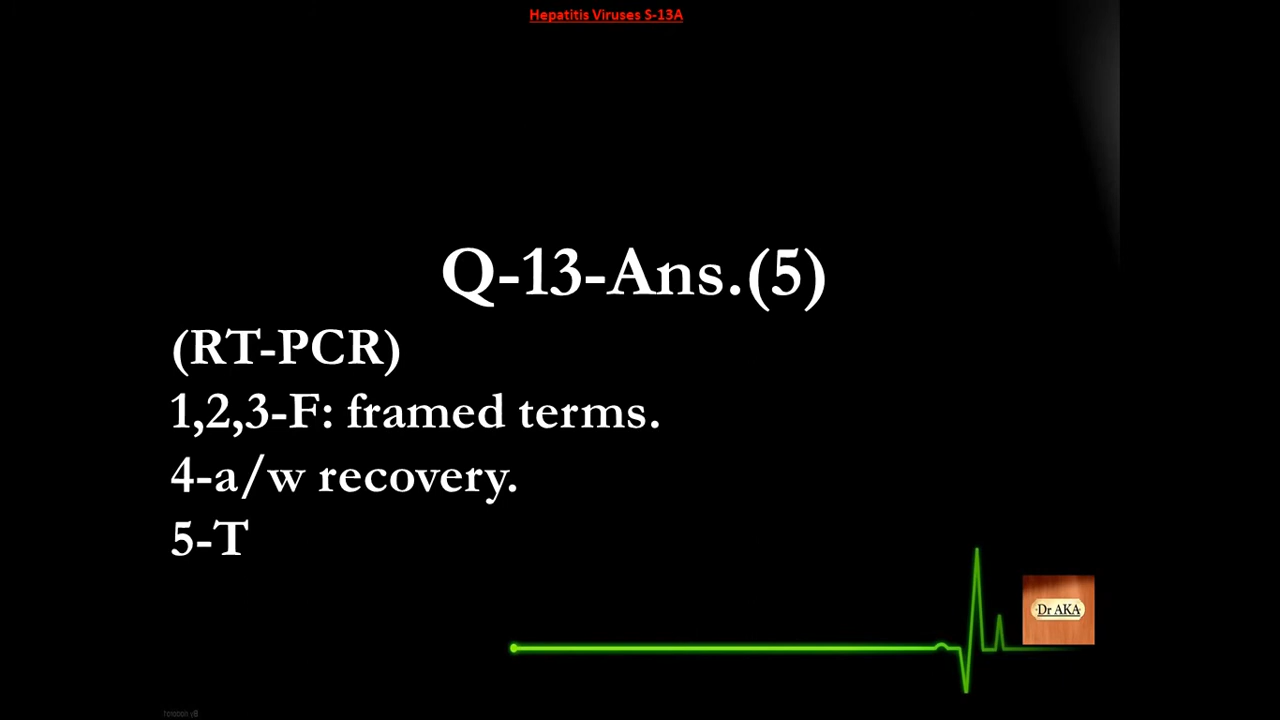 Hepatitis Viruses S-13A
Q-13-Ans.(5)
(RT-PCR)
1,2,3-F: framed terms.
4-a/w recovery.
5-T
Dr AKA